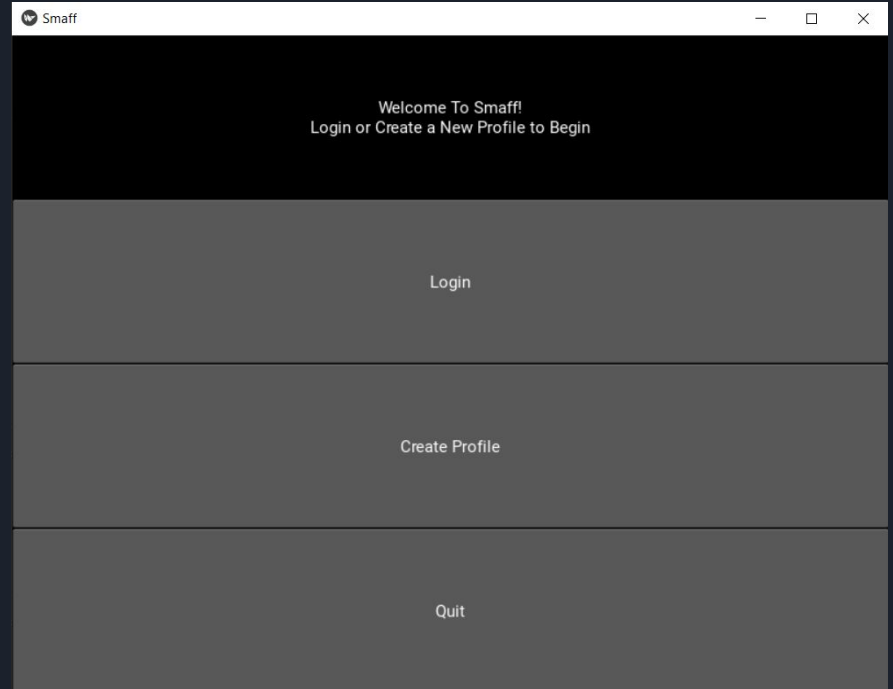 Smaff
Welcome To Smaff!
Login or Create a New Profile to Begin
Login
Create Profile
Quit